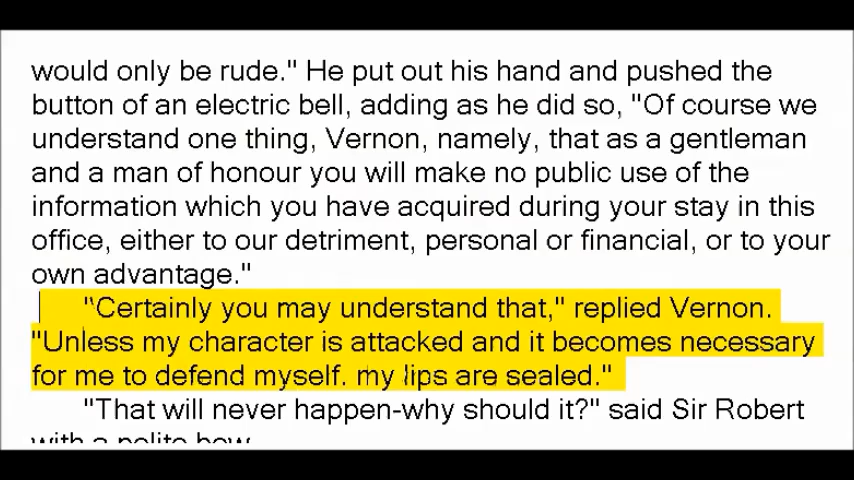 would only be rude." He put out his hand and pushed the
button of an electric bell, adding as he did so, "Of course we
understand one thing, Vernon, namely, that as a gentleman
and a man of honour you will make no public use of the
information which you have acquired during your stay in this
office, either to our detriment, personal or financial, or to your
own advantage."
"Certainly you may understand that," replied Vernon.
"Unless my character is attacked and it becomes necessary
for me to defend myself. my lips are sealed."
"That will never happen-why should it?" said Sir Robert
with a polite bow.